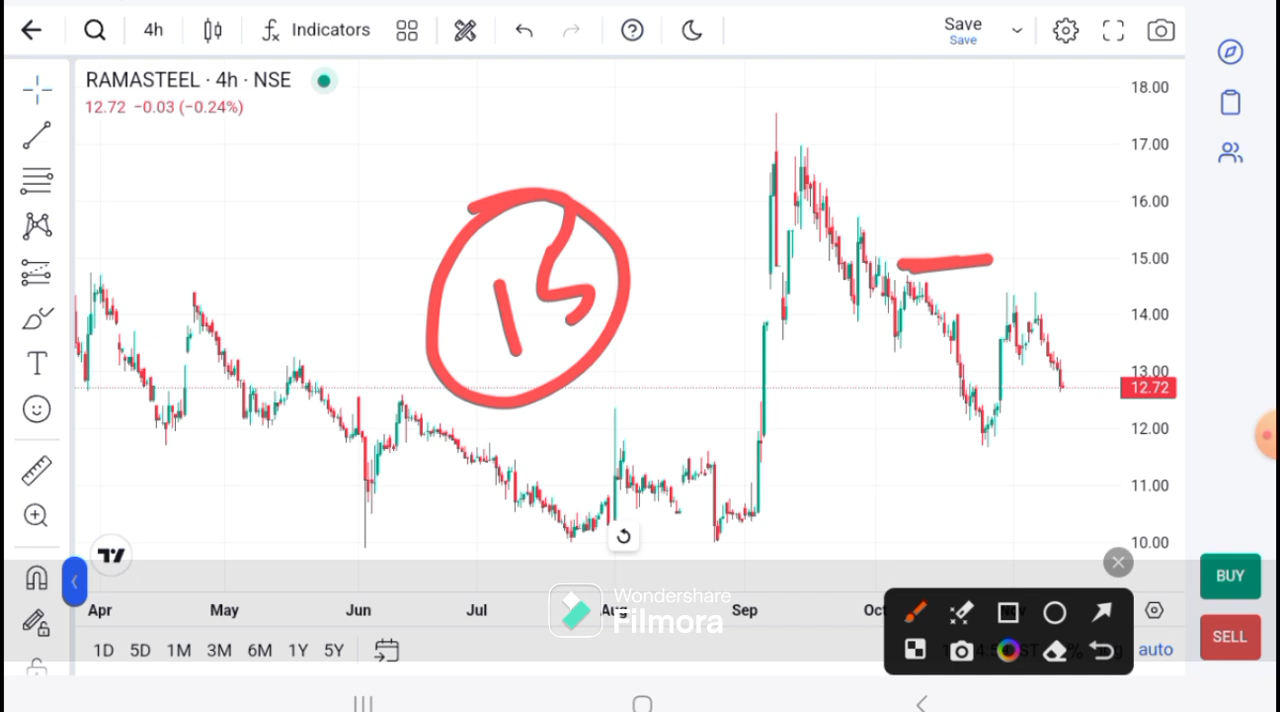 4h
Indicators
Save
Save
RAMASTEEL · 4h · NSE
12.72 −0.03 (−0.24%)
18.00
17.00
16.00
15.00
14.00
13.00
12.72
12.00
11.00
10.00
15
Apr
May
Jun
Jul
Aug
Sep
Oct
1D
5D
1M
3M
6M
1Y
5Y
auto
Wondershare
Filmora
BUY
SELL